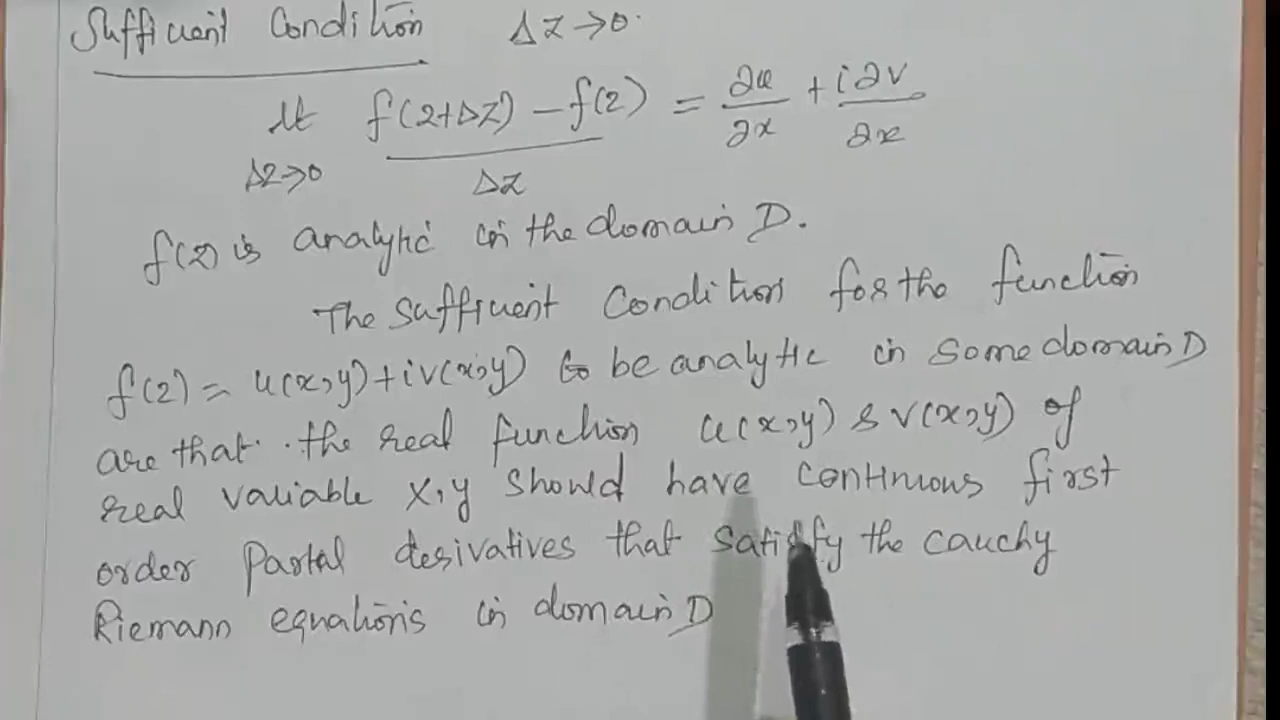 Sufficient Condition Δz→0.
lt f(z+Δz) – f(z) = ∂u + i∂v
Δz→0 Δz ∂x ∂x
f(z) is analytic in the domain D.
The sufficient Condition for the function
f(z) = u(x,y)+iv(x,y) to be analytic in some domain D
are that the real function u(x,y) & v(x,y) of
real variable x,y should have continuous first
order partal derivatives that satisfy the cauchy
Riemann equations in domain D